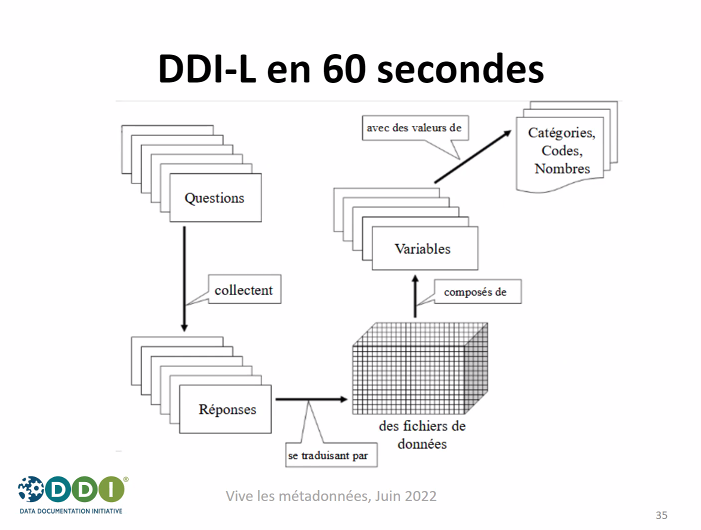 DDI-L en 60 secondes
avec des valeurs de
Catégories,
Codes,
Nombres
Questions
Variables
collectent
composés de
Réponses
des fichiers de
données
se traduisant par
DDI®
DATA DOCUMENTATION INITIATIVE
Vive les métadonnées, Juin 2022
35